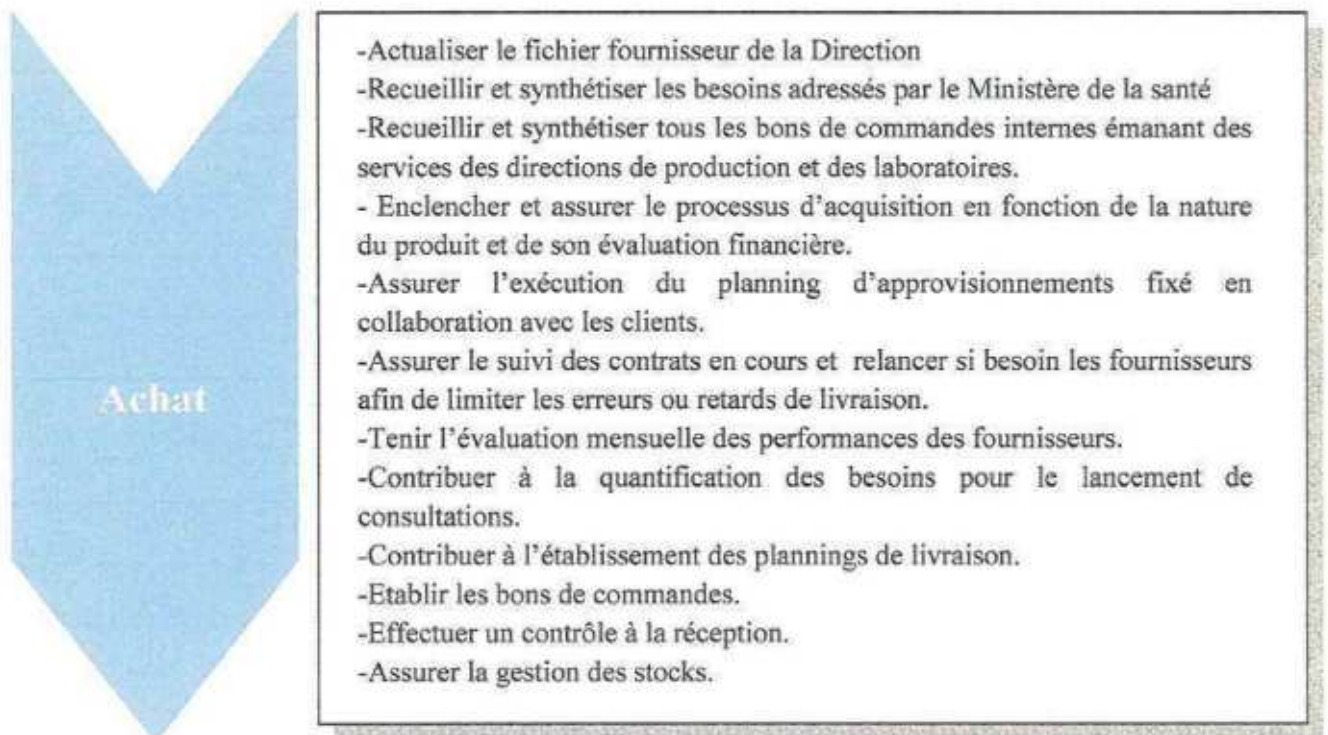 -Actualiser le fichier fournisseur de la Direction
-Recueillir et synthétiser les besoins adressés par le Ministère de la santé
-Recueillir et synthétiser tous les bons de commandes internes émanant des
services des directions de production et des laboratoires.
- Enclencher et assurer le processus d'acquisition en fonction de la nature
du produit et de son évaluation financière.
-Assurer l'exécution du planning d'approvisionnements fixé en
collaboration avec les clients.
-Assurer le suivi des contrats en cours et relancer si besoin les fournisseurs
afin de limiter les erreurs ou retards de livraison.
-Tenir l'évaluation mensuelle des performances des fournisseurs.
-Contribuer à la quantification des besoins pour le lancement de
consultations.
-Contribuer à l'établissement des plannings de livraison.
-Etablir les bons de commandes.
-Effectuer un contrôle à la réception.
-Assurer la gestion des stocks.
Achat